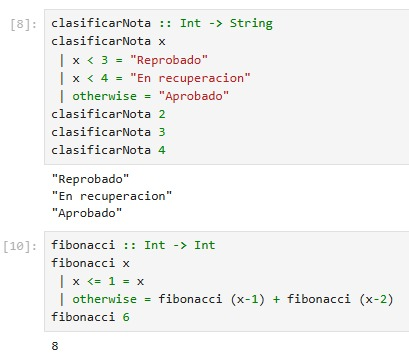 [8]: clasificarNota :: Int -> String
clasificarNota x
| x < 3 = "Reprobado"
| x < 4 = "En recuperacion"
| otherwise = "Aprobado"
clasificarNota 2
clasificarNota 3
clasificarNota 4
"Reprobado"
"En recuperacion"
"Aprobado"
[10]: fibonacci :: Int -> Int
fibonacci x
| x <= 1 = x
| otherwise = fibonacci (x-1) + fibonacci (x-2)
fibonacci 6
8